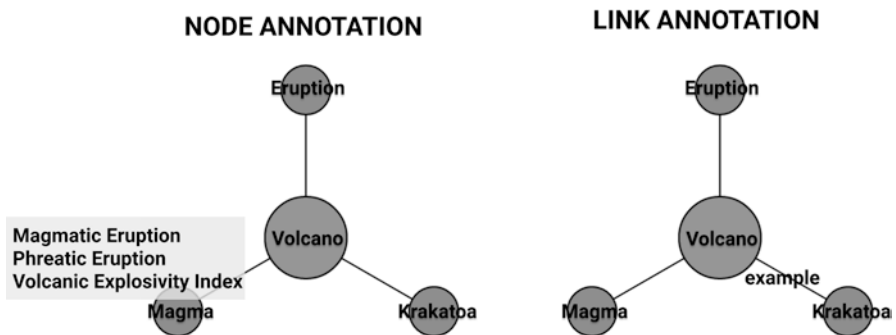 NODE ANNOTATION
Eruption
Volcano
Magmatic Eruption
Phreatic Eruption
Volcanic Explosivity Index
Magma
Krakatoa
LINK ANNOTATION
Eruption
Volcano
example
Magma
Krakatoa